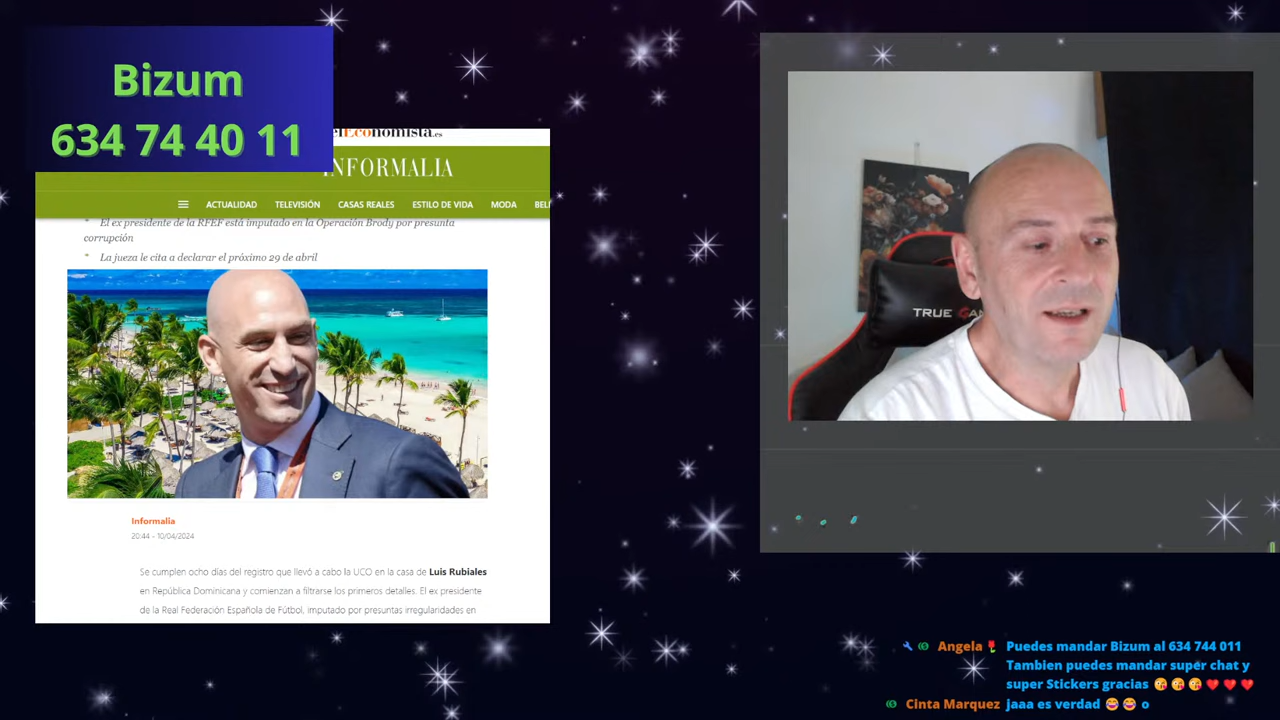 Bizum
634 74 40 11
elEconomista.es
INFORMALIA
ACTUALIDAD TELEVISIÓN CASAS REALES ESTILO DE VIDA MODA
* El ex presidente de la RFEF está imputado en la Operación Brody por presunta
corrupción
* La jueza le cita a declarar el próximo 29 de abril
Informalia
20:44 - 10/04/2024
Se cumplen ocho días del registro que llevó a cabo la UCO en la casa de Luis Rubiales
en República Dominicana y comienzan a filtrarse los primeros detalles. El ex presidente
de la Real Federación Española de Fútbol, imputado por presuntas irregularidades en
TRUE
Angela Puedes mandar Bizum al 634 744 011
Tambien puedes mandar super chat y
super Stickers gracias 😘😘😘❤❤❤
Cinta Marquez jaaa es verdad 😂😂 o